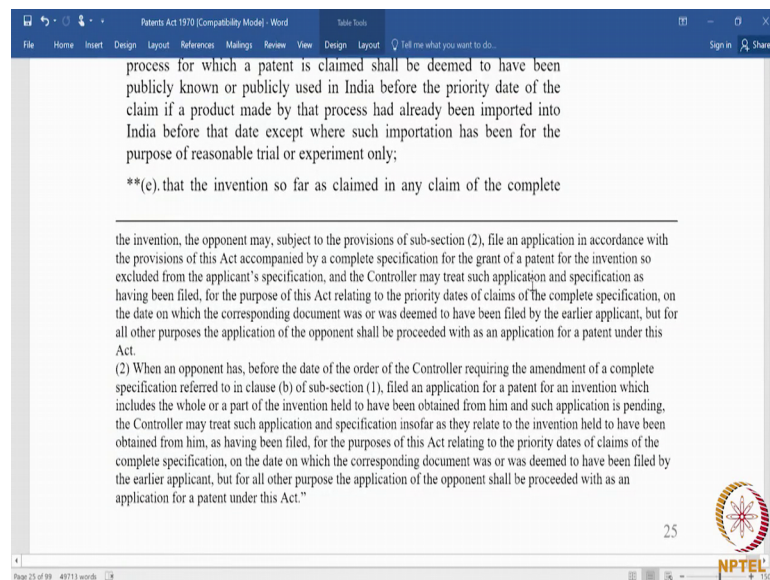 Patents Act 1970 [Compatibility Mode] - Word
Table Tools
File Home Insert Design Layout References Mailings Review View Design Layout Tell me what you want to do... Sign in Share
process for which a patent is claimed shall be deemed to have been
publicly known or publicly used in India before the priority date of the
claim if a product made by that process had already been imported into
India before that date except where such importation has been for the
purpose of reasonable trial or experiment only;
**(e). that the invention so far as claimed in any claim of the complete
the invention, the opponent may, subject to the provisions of sub-section (2), file an application in accordance with
the provisions of this Act accompanied by a complete specification for the grant of a patent for the invention so
excluded from the applicant's specification, and the Controller may treat such application and specification as
having been filed, for the purpose of this Act relating to the priority dates of claims of the complete specification, on
the date on which the corresponding document was or was deemed to have been filed by the earlier applicant, but for
all other purposes the application of the opponent shall be proceeded with as an application for a patent under this
Act.
(2) When an opponent has, before the date of the order of the Controller requiring the amendment of a complete
specification referred to in clause (b) of sub-section (1), filed an application for a patent for an invention which
includes the whole or a part of the invention held to have been obtained from him and such application is pending,
the Controller may treat such application and specification insofar as they relate to the invention held to have been
obtained from him, as having been filed, for the purposes of this Act relating to the priority dates of claims of the
complete specification, on the date on which the corresponding document was or was deemed to have been filed by
the earlier applicant, but for all other purpose the application of the opponent shall be proceeded with as an
application for a patent under this Act."
25
NPTEL
Page 25 of 99 49713 words